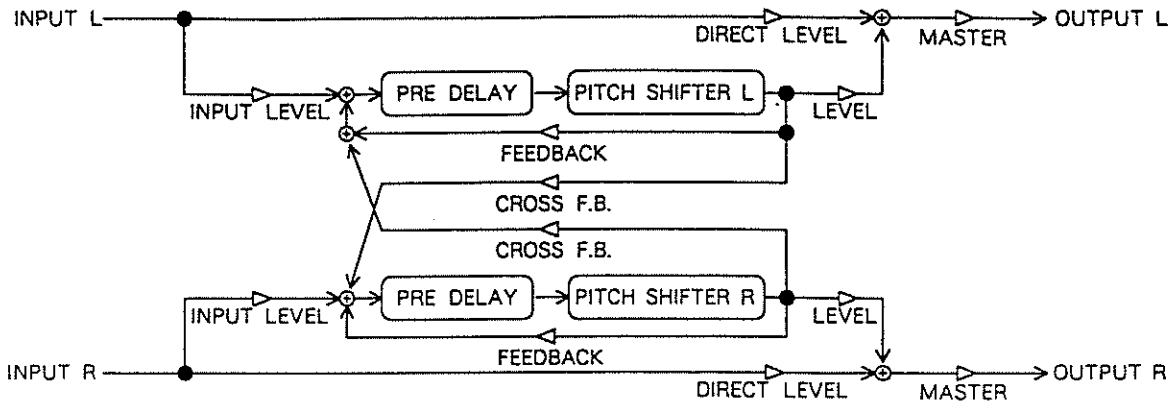 INPUT L
DIRECT LEVEL
MASTER
OUTPUT L
INPUT LEVEL
PRE DELAY
PITCH SHIFTER L
LEVEL
FEEDBACK
CROSS F.B.
CROSS F.B.
INPUT LEVEL
PRE DELAY
PITCH SHIFTER R
LEVEL
FEEDBACK
INPUT R
DIRECT LEVEL
MASTER
OUTPUT R